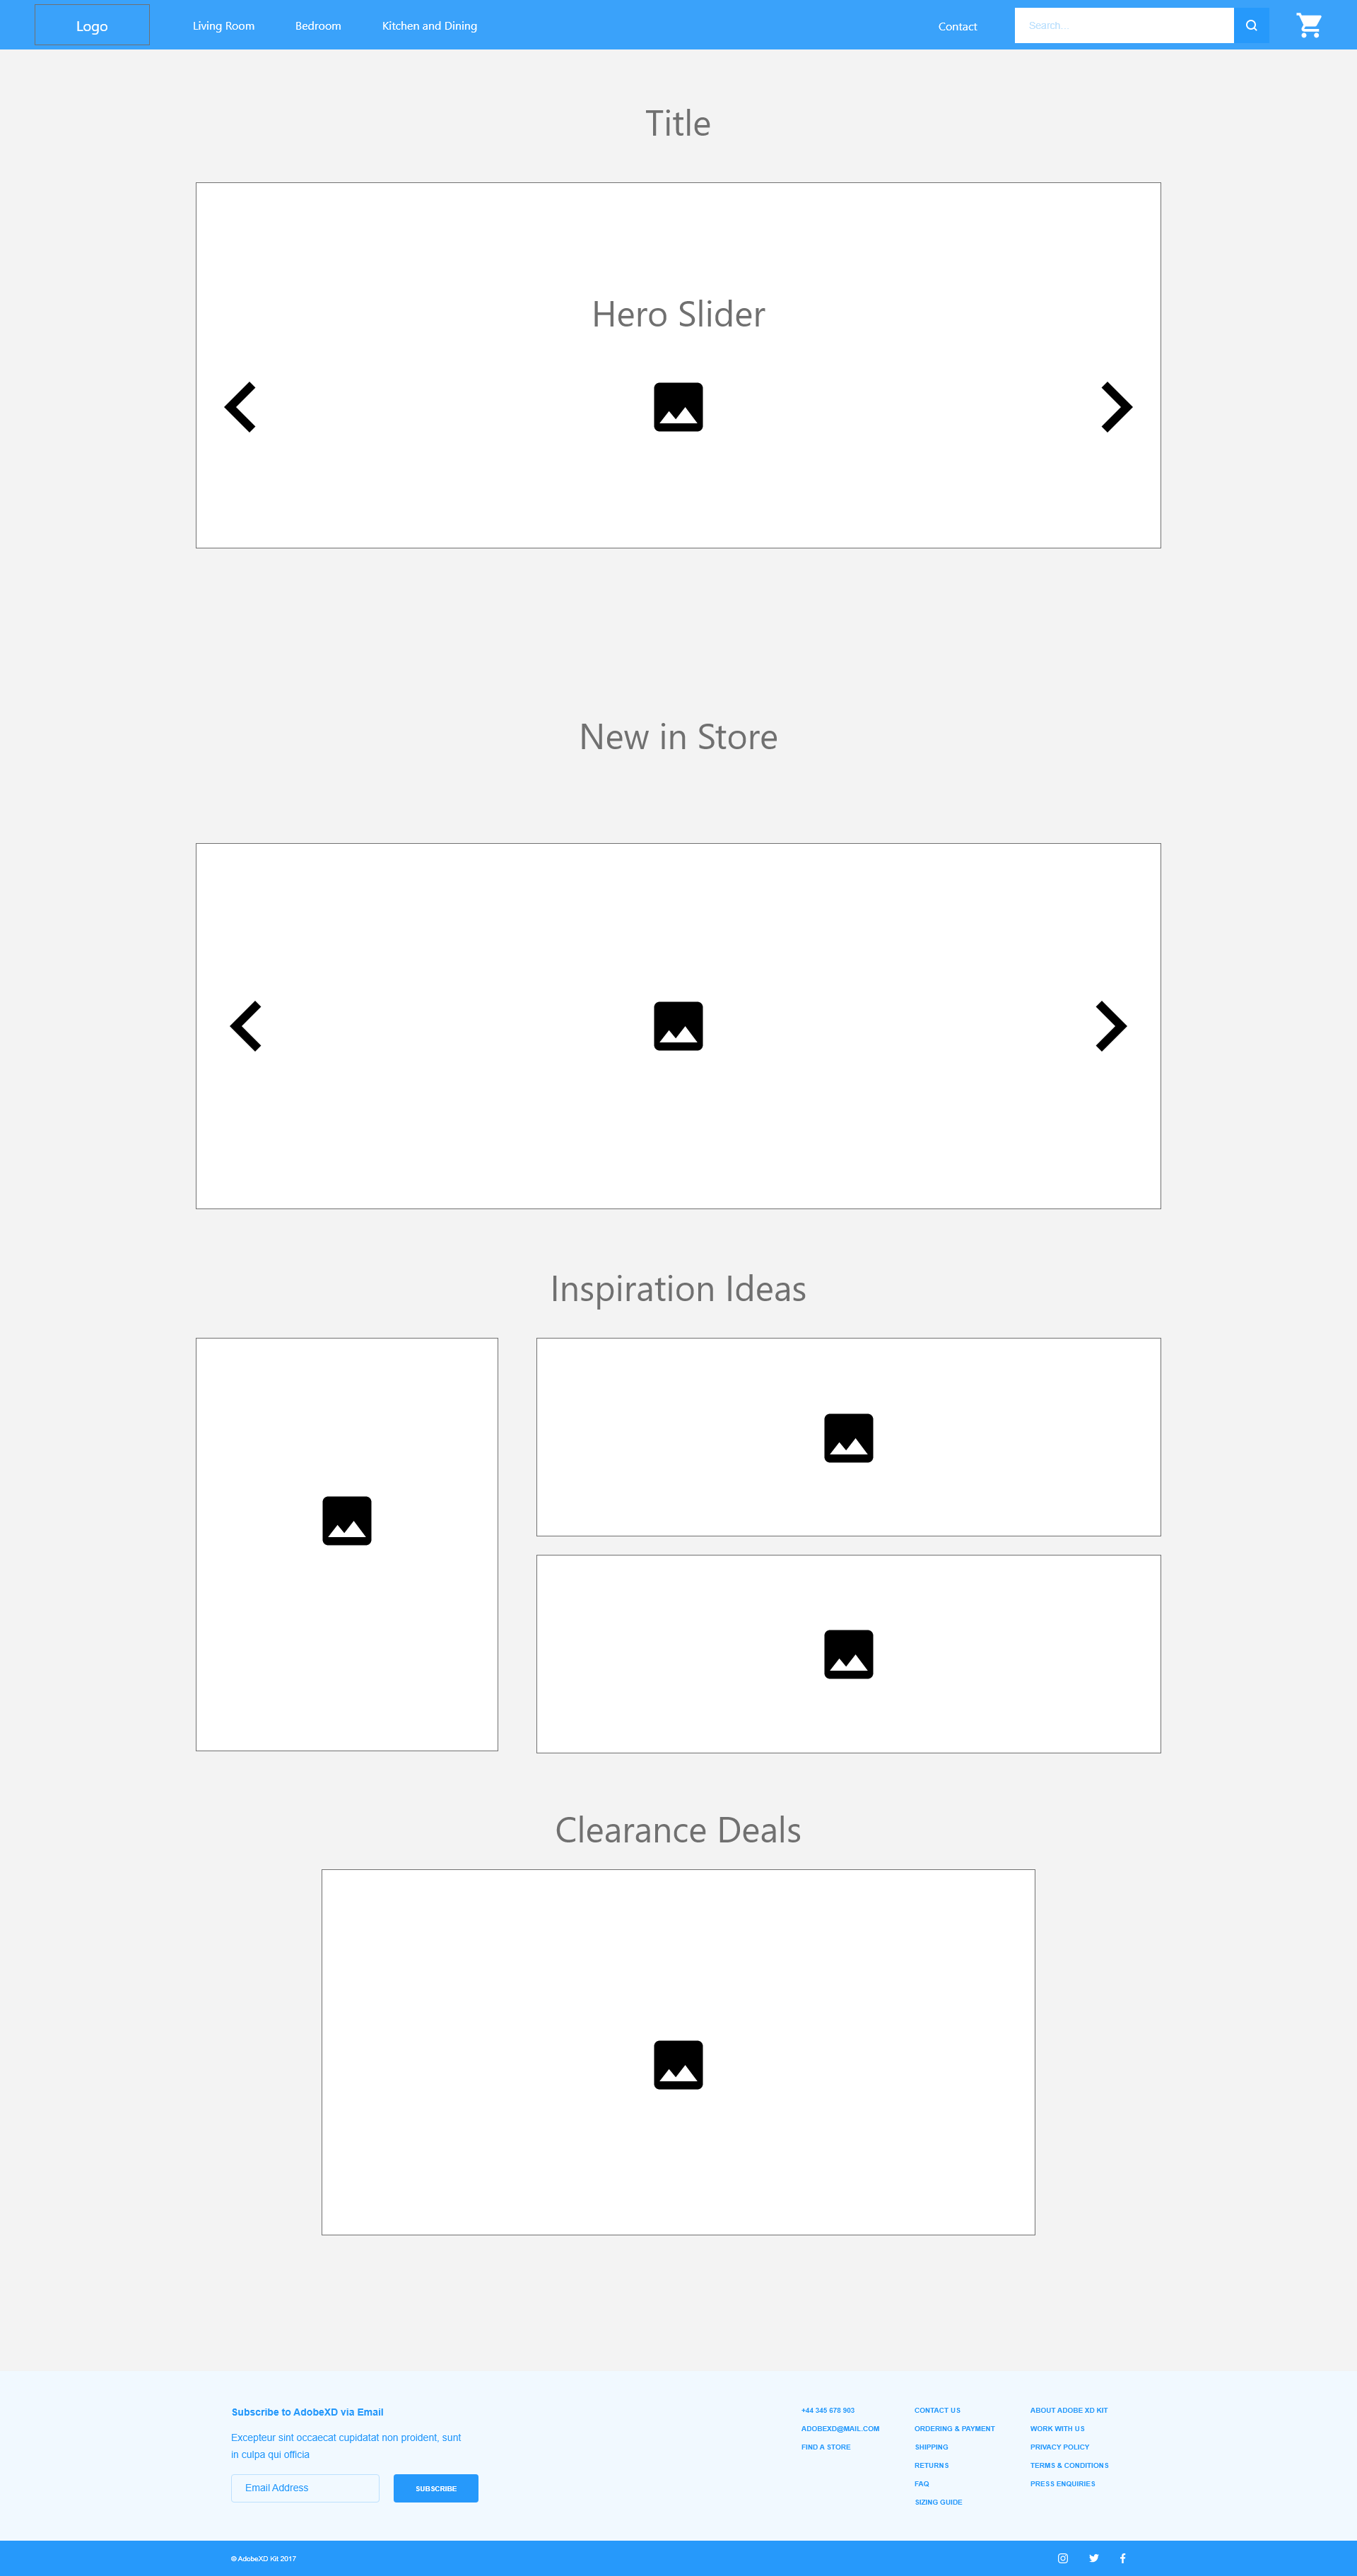 Logo
Living Room
Bedroom
Kitchen and Dining
Contact
Search...
Title
Hero Slider
New in Store
Inspiration Ideas
Clearance Deals
Subscribe to AdobeXD via Email
Excepteur sint occaecat cupidatat non proident, sunt
in culpa qui officia
Email Address
SUBSCRIBE
+44 345 678 903
ADOBEXD@MAIL.COM
FIND A STORE
CONTACT US
ORDERING & PAYMENT
SHIPPING
RETURNS
FAQ
SIZING GUIDE
ABOUT ADOBE XD KIT
WORK WITH US
PRIVACY POLICY
TERMS & CONDITIONS
PRESS ENQUIRIES
© AdobeXD Kit 2017